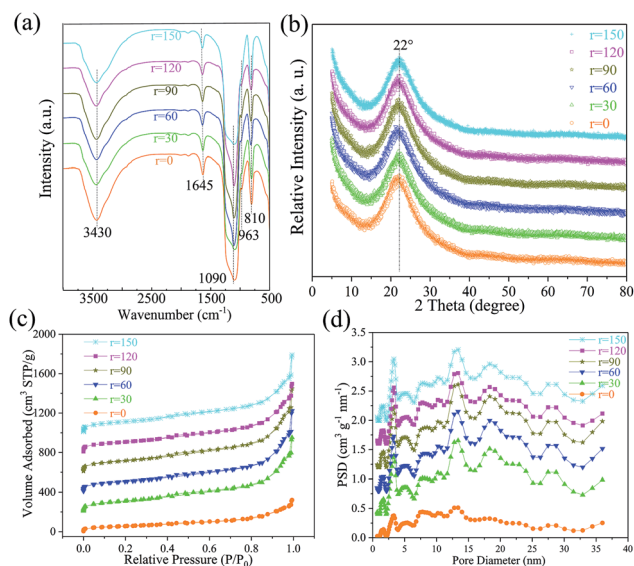 (a)
r=150
r=120
r=90
r=60
r=30
r=0
3430
1645
1090
963
810
Intensity (a.u.)
3500 2500 1500 500
Wavenumber (cm⁻¹)
(b)
22°
r=150
r=120
r=90
r=60
r=30
r=0
Relative Intensity (a. u.)
0 10 20 30 40 50 60 70 80
2 Theta (degree)
(c)
r=150
r=120
r=90
r=60
r=30
r=0
Volume Adsorbed (cm³ STP/g)
2000
1600
1200
800
400
0
0.0 0.2 0.4 0.6 0.8 1.0
Relative Pressure (P/P₀)
(d)
r=150
r=120
r=90
r=60
r=30
r=0
PSD (cm³ g⁻¹ nm⁻¹)
3.5
3.0
2.5
2.0
1.5
1.0
0.5
0.0
0 5 10 15 20 25 30 35 40
Pore Diameter (nm)